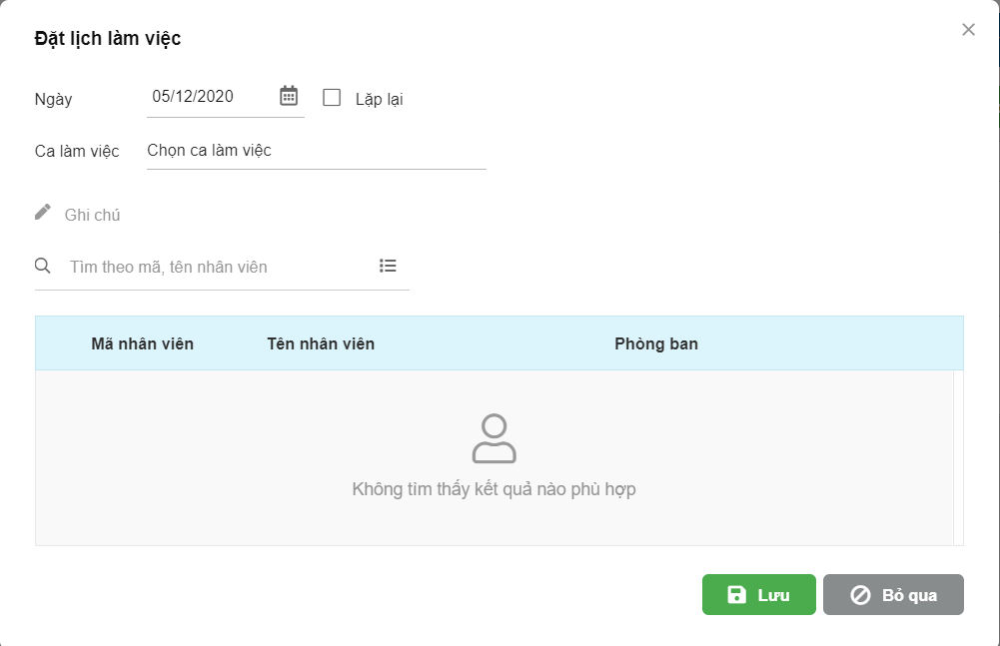 Đặt lịch làm việc
Ngày 05/12/2020 Lặp lại
Ca làm việc Chọn ca làm việc
Ghi chú
Tìm theo mã, tên nhân viên
Mã nhân viên Tên nhân viên Phòng ban
Không tìm thấy kết quả nào phù hợp
Lưu Bỏ qua